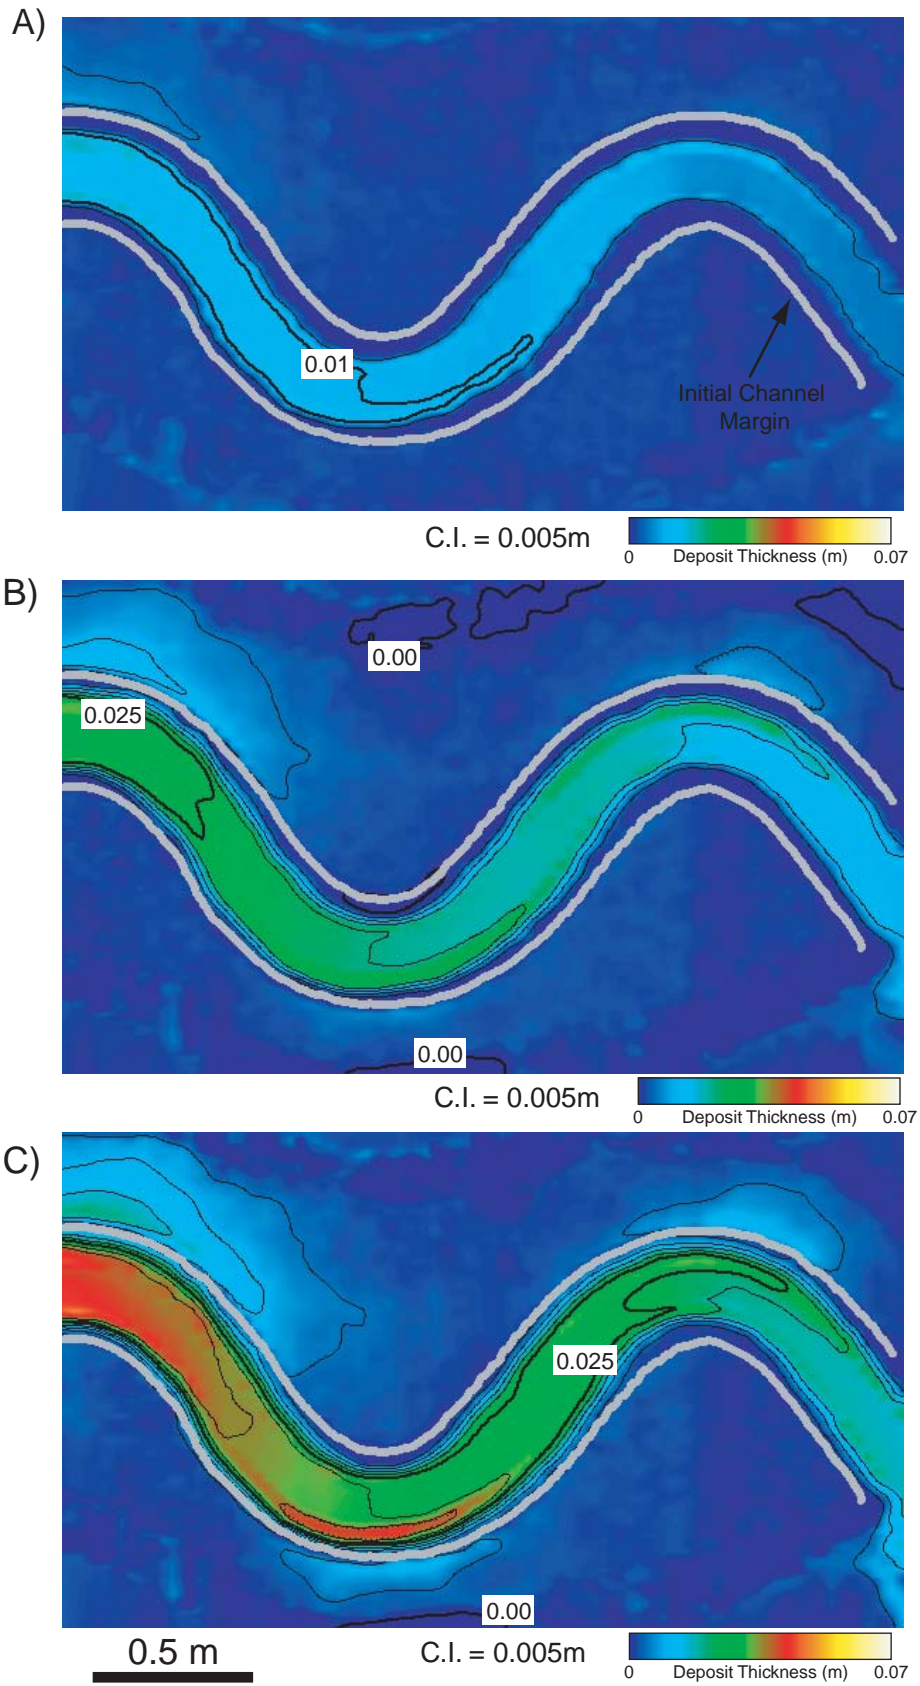 A)
0.01
Initial Channel
Margin
C.I. = 0.005m
0 Deposit Thickness (m) 0.07
B)
0.00
0.025
0.00
C.I. = 0.005m
0 Deposit Thickness (m) 0.07
C)
0.025
0.00
0.5 m
C.I. = 0.005m
0 Deposit Thickness (m) 0.07